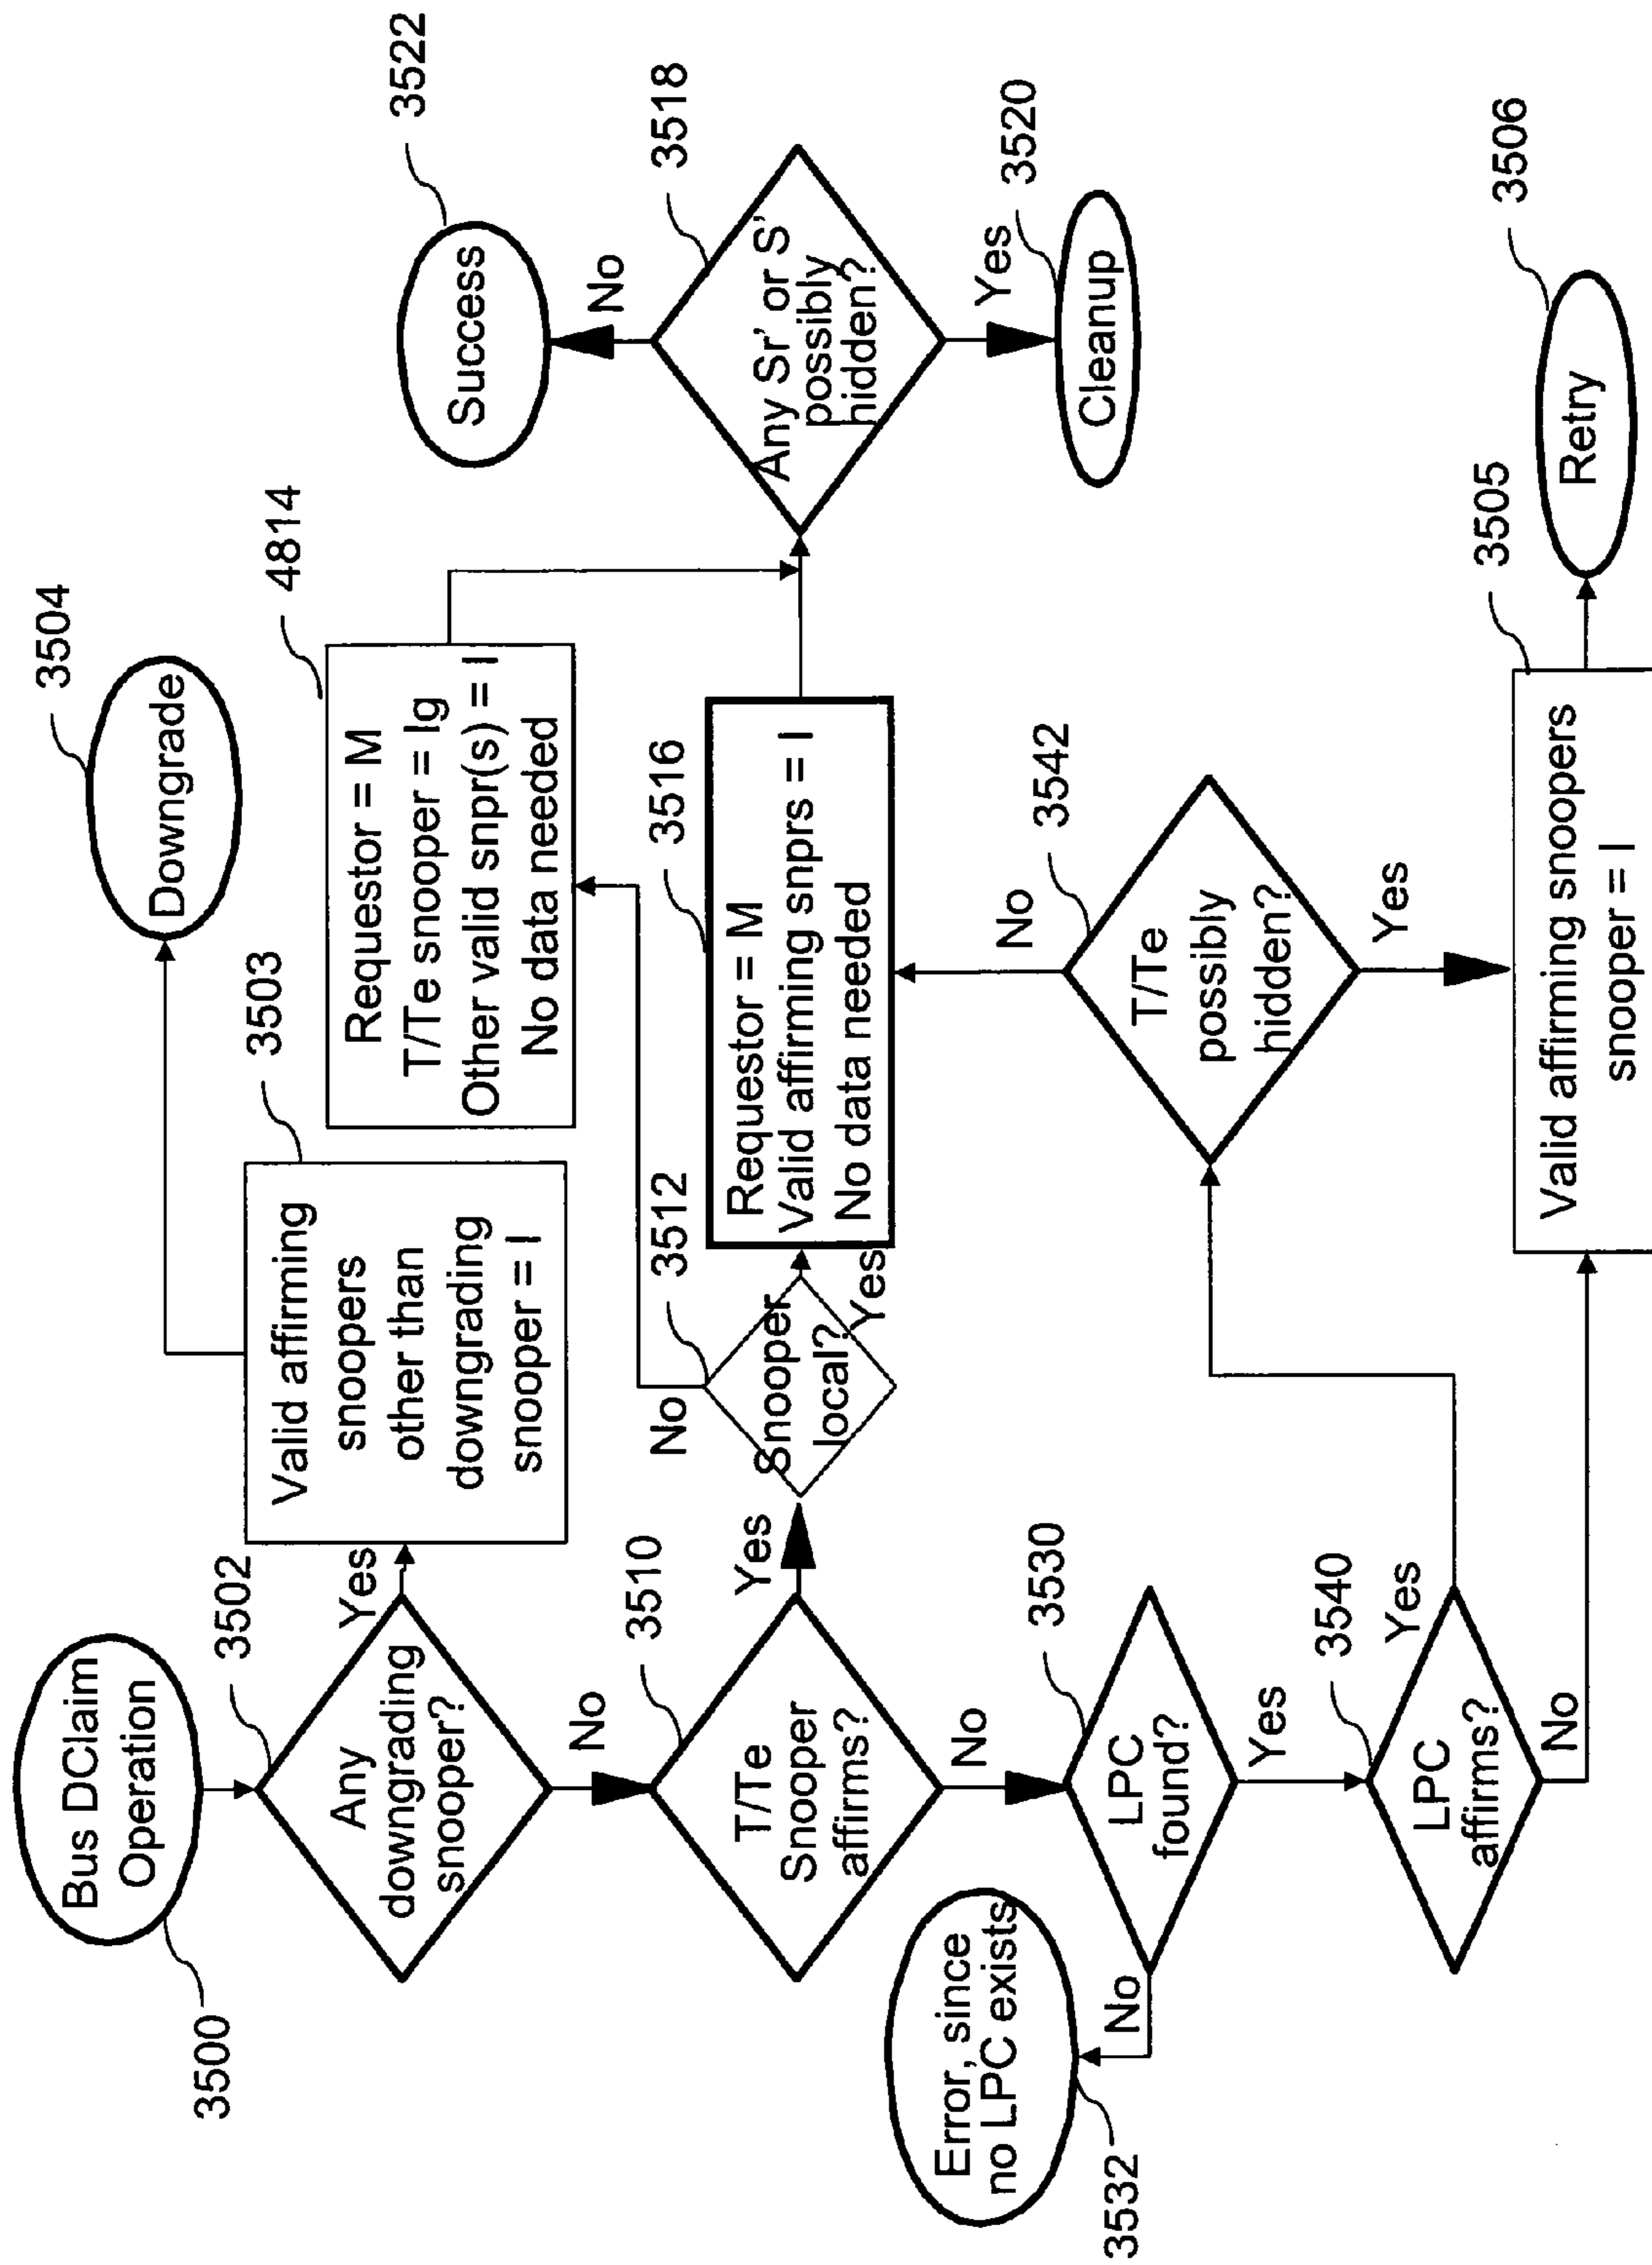 3500
Bus DClaim
Operation
3502
Any
downgrading
snooper?
Yes
3503
Valid affirming
snoopers
other than
downgrading
snooper = I
3504
Downgrade
No
3510
T/Te
Snooper
affirms?
Yes
3512
Snooper
local?
No
4814
Requestor = M
T/Te snooper = Ig
Other valid snpr(s) = I
No data needed
Yes
3516
Requestor = M
Valid affirming snprs = I
No data needed
3518
Any Sr' or S'
possibly
hidden?
No
3522
Success
Yes
3520
Cleanup
No
3530
LPC
found?
No
Error, since
no LPC exists
3532
Yes
3540
LPC
affirms?
Yes
3542
T/Te
possibly
hidden?
No
Yes
No
3505
Valid affirming snoopers
snooper = I
3506
Retry